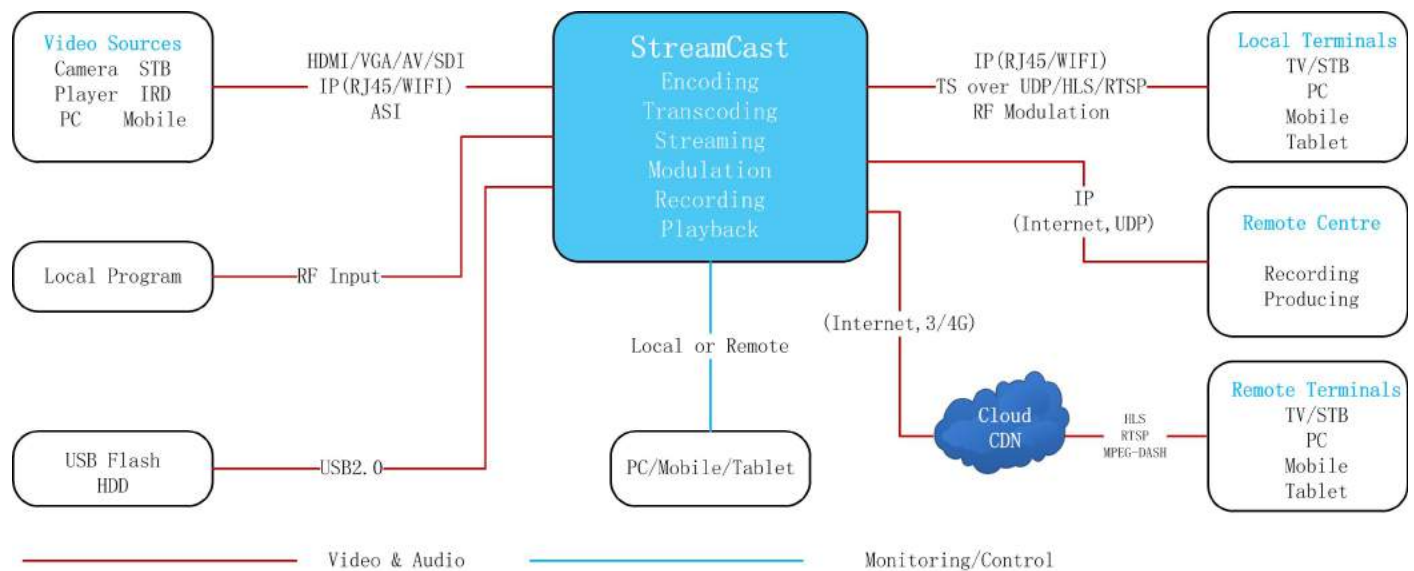 Video Sources
Camera STB
Player IRD
PC Mobile
HDMI/VGA/AV/SDI
IP(RJ45/WIFI)
ASI
StreamCast
Encoding
Transcoding
Streaming
Modulation
Recording
Playback
IP(RJ45/WIFI)
TS over UDP/HLS/RTSP
RF Modulation
Local Terminals
TV/STB
PC
Mobile
Tablet
Local Program
RF Input
IP
(Internet,UDP)
Remote Centre
Recording
Producing
Local or Remote
(Internet,3/4G)
USB Flash
HDD
USB2.0
PC/Mobile/Tablet
Cloud
CDN
HLS
RTSP
MPEG-DASH
Remote Terminals
TV/STB
PC
Mobile
Tablet
Video & Audio
Monitoring/Control